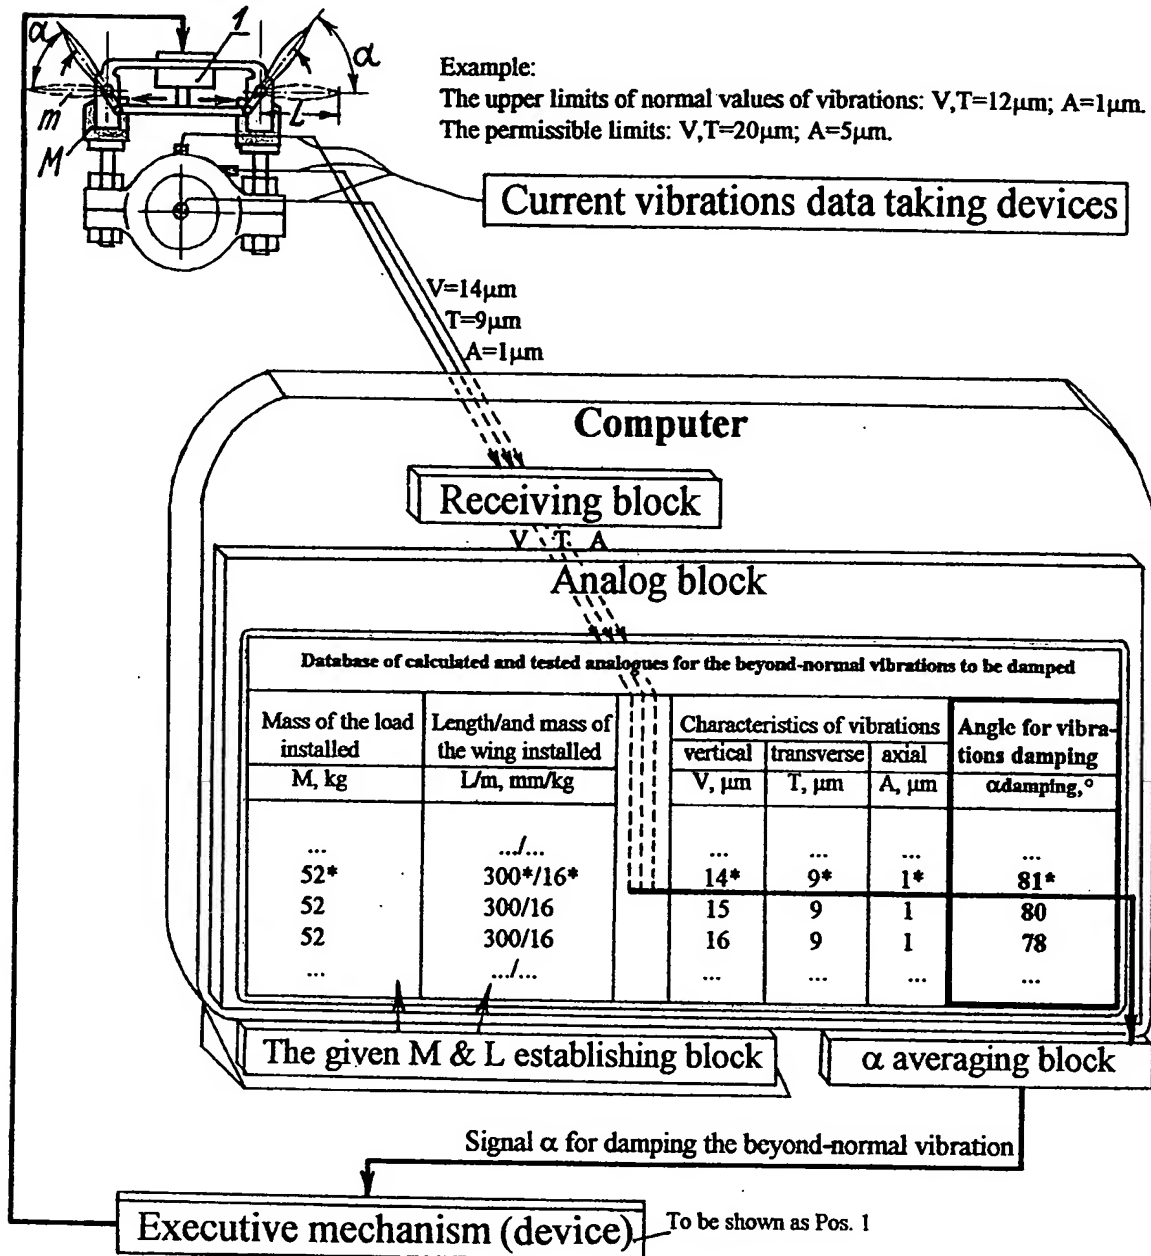 α
1
α
m
l
M
Example:
The upper limits of normal values of vibrations: V,T=12μm; A=1μm.
The permissible limits: V,T=20μm; A=5μm.
Current vibrations data taking devices
V=14μm
T=9μm
A=1μm
Computer
Receiving block
V T A
Analog block
Database of calculated and tested analogues for the beyond-normal vibrations to be damped
Mass of the load installed
M, kg
Length/and mass of the wing installed
L/m, mm/kg
Characteristics of vibrations
vertical transverse axial
V, μm T, μm A, μm
Angle for vibra-
tions damping
αdamping,°
... .../... ... ... ... ...
52* 300*/16* 14* 9* 1* 81*
52 300/16 15 9 1 80
52 300/16 16 9 1 78
... .../... ... ... ... ...
The given M & L establishing block
α averaging block
Signal α for damping the beyond-normal vibration
Executive mechanism (device)
To be shown as Pos. 1